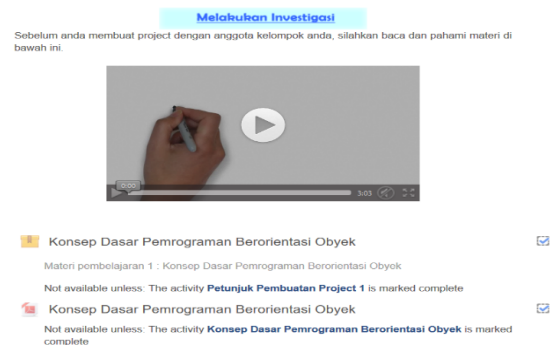 Melakukan Investigasi
Sebelum anda membuat project dengan anggota kelompok anda, silahkan baca dan pahami materi di
bawah ini.
0:00
3:03
Konsep Dasar Pemrograman Berorientasi Obyek
Materi pembelajaran 1 : Konsep Dasar Pemrograman Berorientasi Obyek
Not available unless: The activity Petunjuk Pembuatan Project 1 is marked complete
Konsep Dasar Pemrograman Berorientasi Obyek
Not available unless: The activity Konsep Dasar Pemrograman Berorientasi Obyek is marked
complete